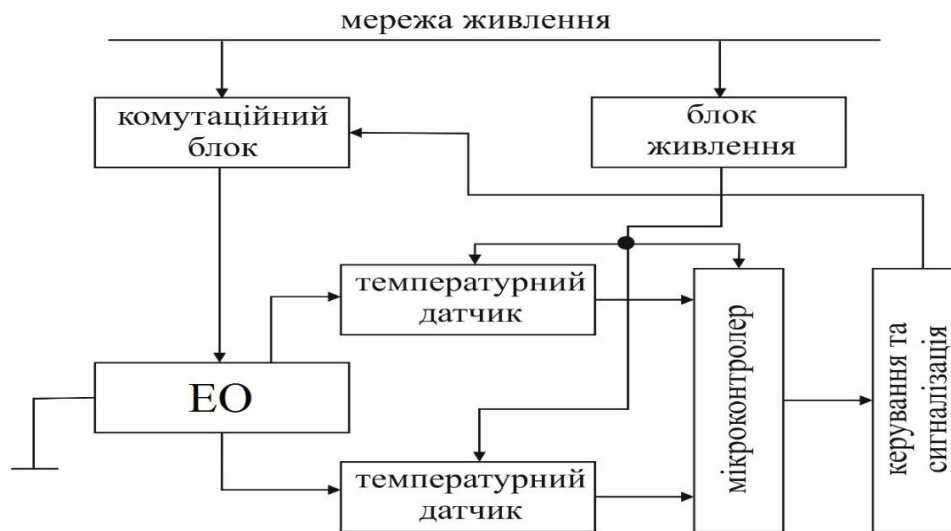 мережа живлення
комутаційний
блок
блок
живлення
температурний
датчик
ЕО
температурний
датчик
мікроконтролер
керування та
сигналізація